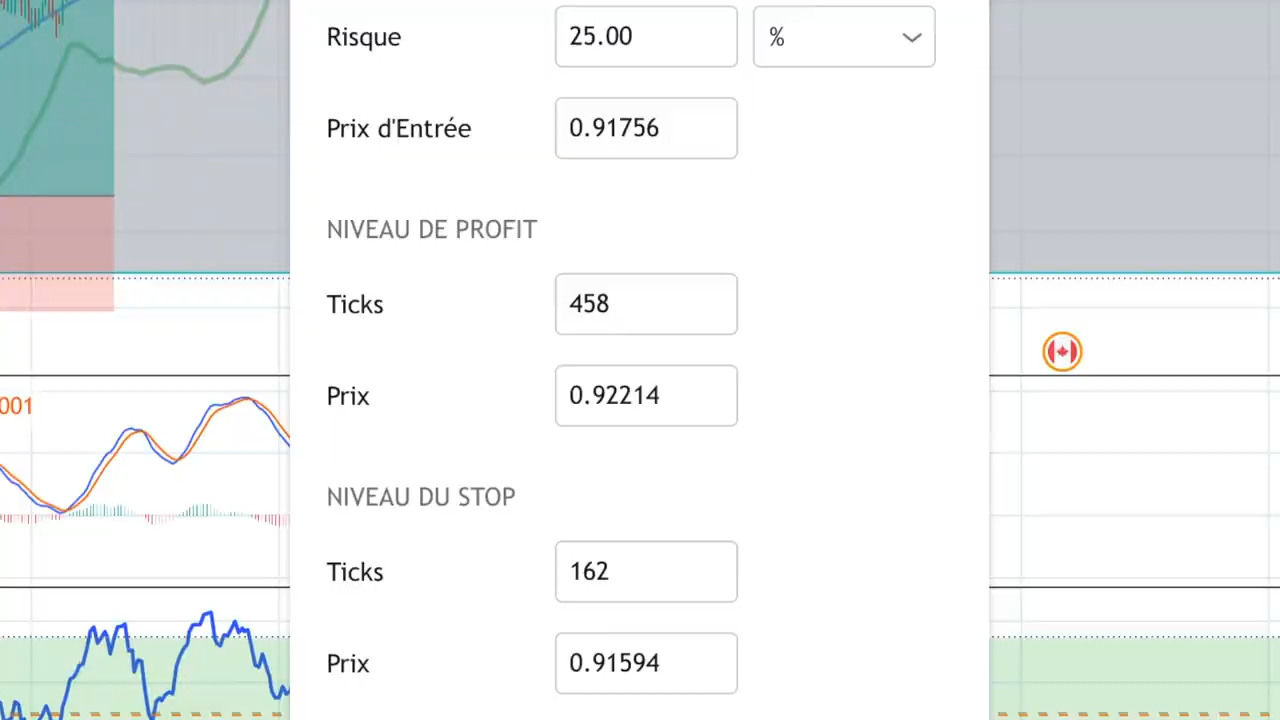 Risque 25.00 %
Prix d'Entrée 0.91756
NIVEAU DE PROFIT
Ticks 458
Prix 0.92214
001
NIVEAU DU STOP
Ticks 162
Prix 0.91594